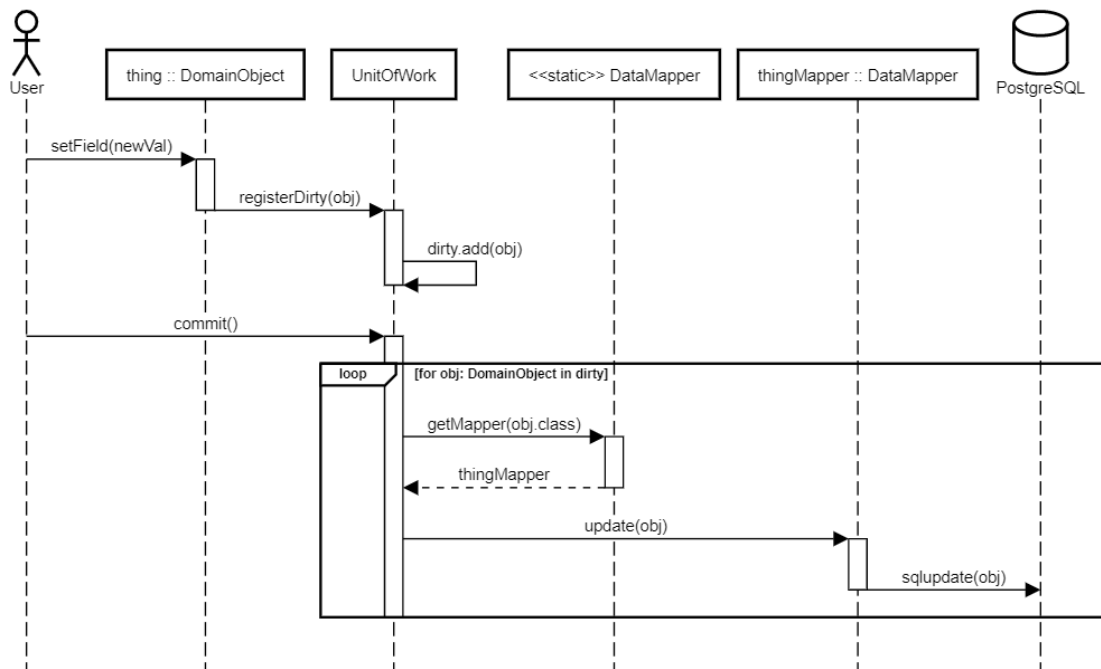 User
thing :: DomainObject
UnitOfWork
<<static>> DataMapper
thingMapper :: DataMapper
PostgreSQL
setField(newVal)
registerDirty(obj)
dirty.add(obj)
commit()
loop
[for obj: DomainObject in dirty]
getMapper(obj.class)
thingMapper
update(obj)
sqlupdate(obj)